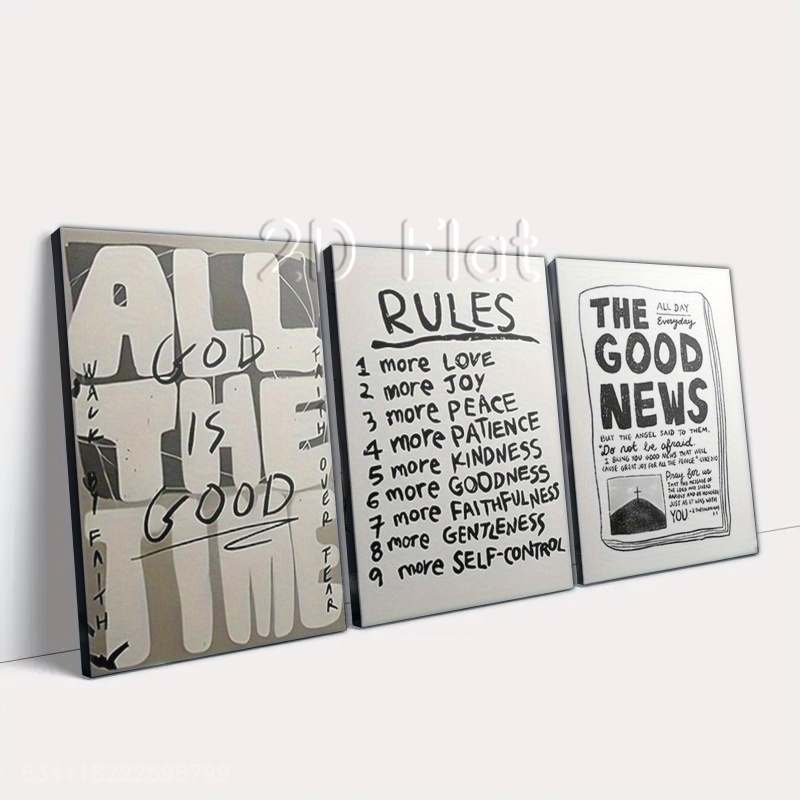 2D Flat
ALL
THE
TIME
GOD
IS
GOOD
WALK BY FAITH
FAITH OVER FEAR
RULES
1 more LOVE
2 more JOY
3 more PEACE
4 more PATIENCE
5 more KINDNESS
6 more GOODNESS
7 more FAITHFULNESS
8 more GENTLENESS
9 more SELF-CONTROL
THE
GOOD
NEWS
ALL DAY
Everyday
BUT THE ANGEL SAID TO THEM,
"Do not be afraid.
I BRING YOU GOOD NEWS THAT WILL
CAUSE GREAT JOY FOR ALL THE PEOPLE" LUKE 2:10
Pray for us
THAT THE MESSAGE OF
THE LORD MAY SPREAD
RAPIDLY AND BE HONORED
JUST AS IT WAS WITH
YOU
634418222598799